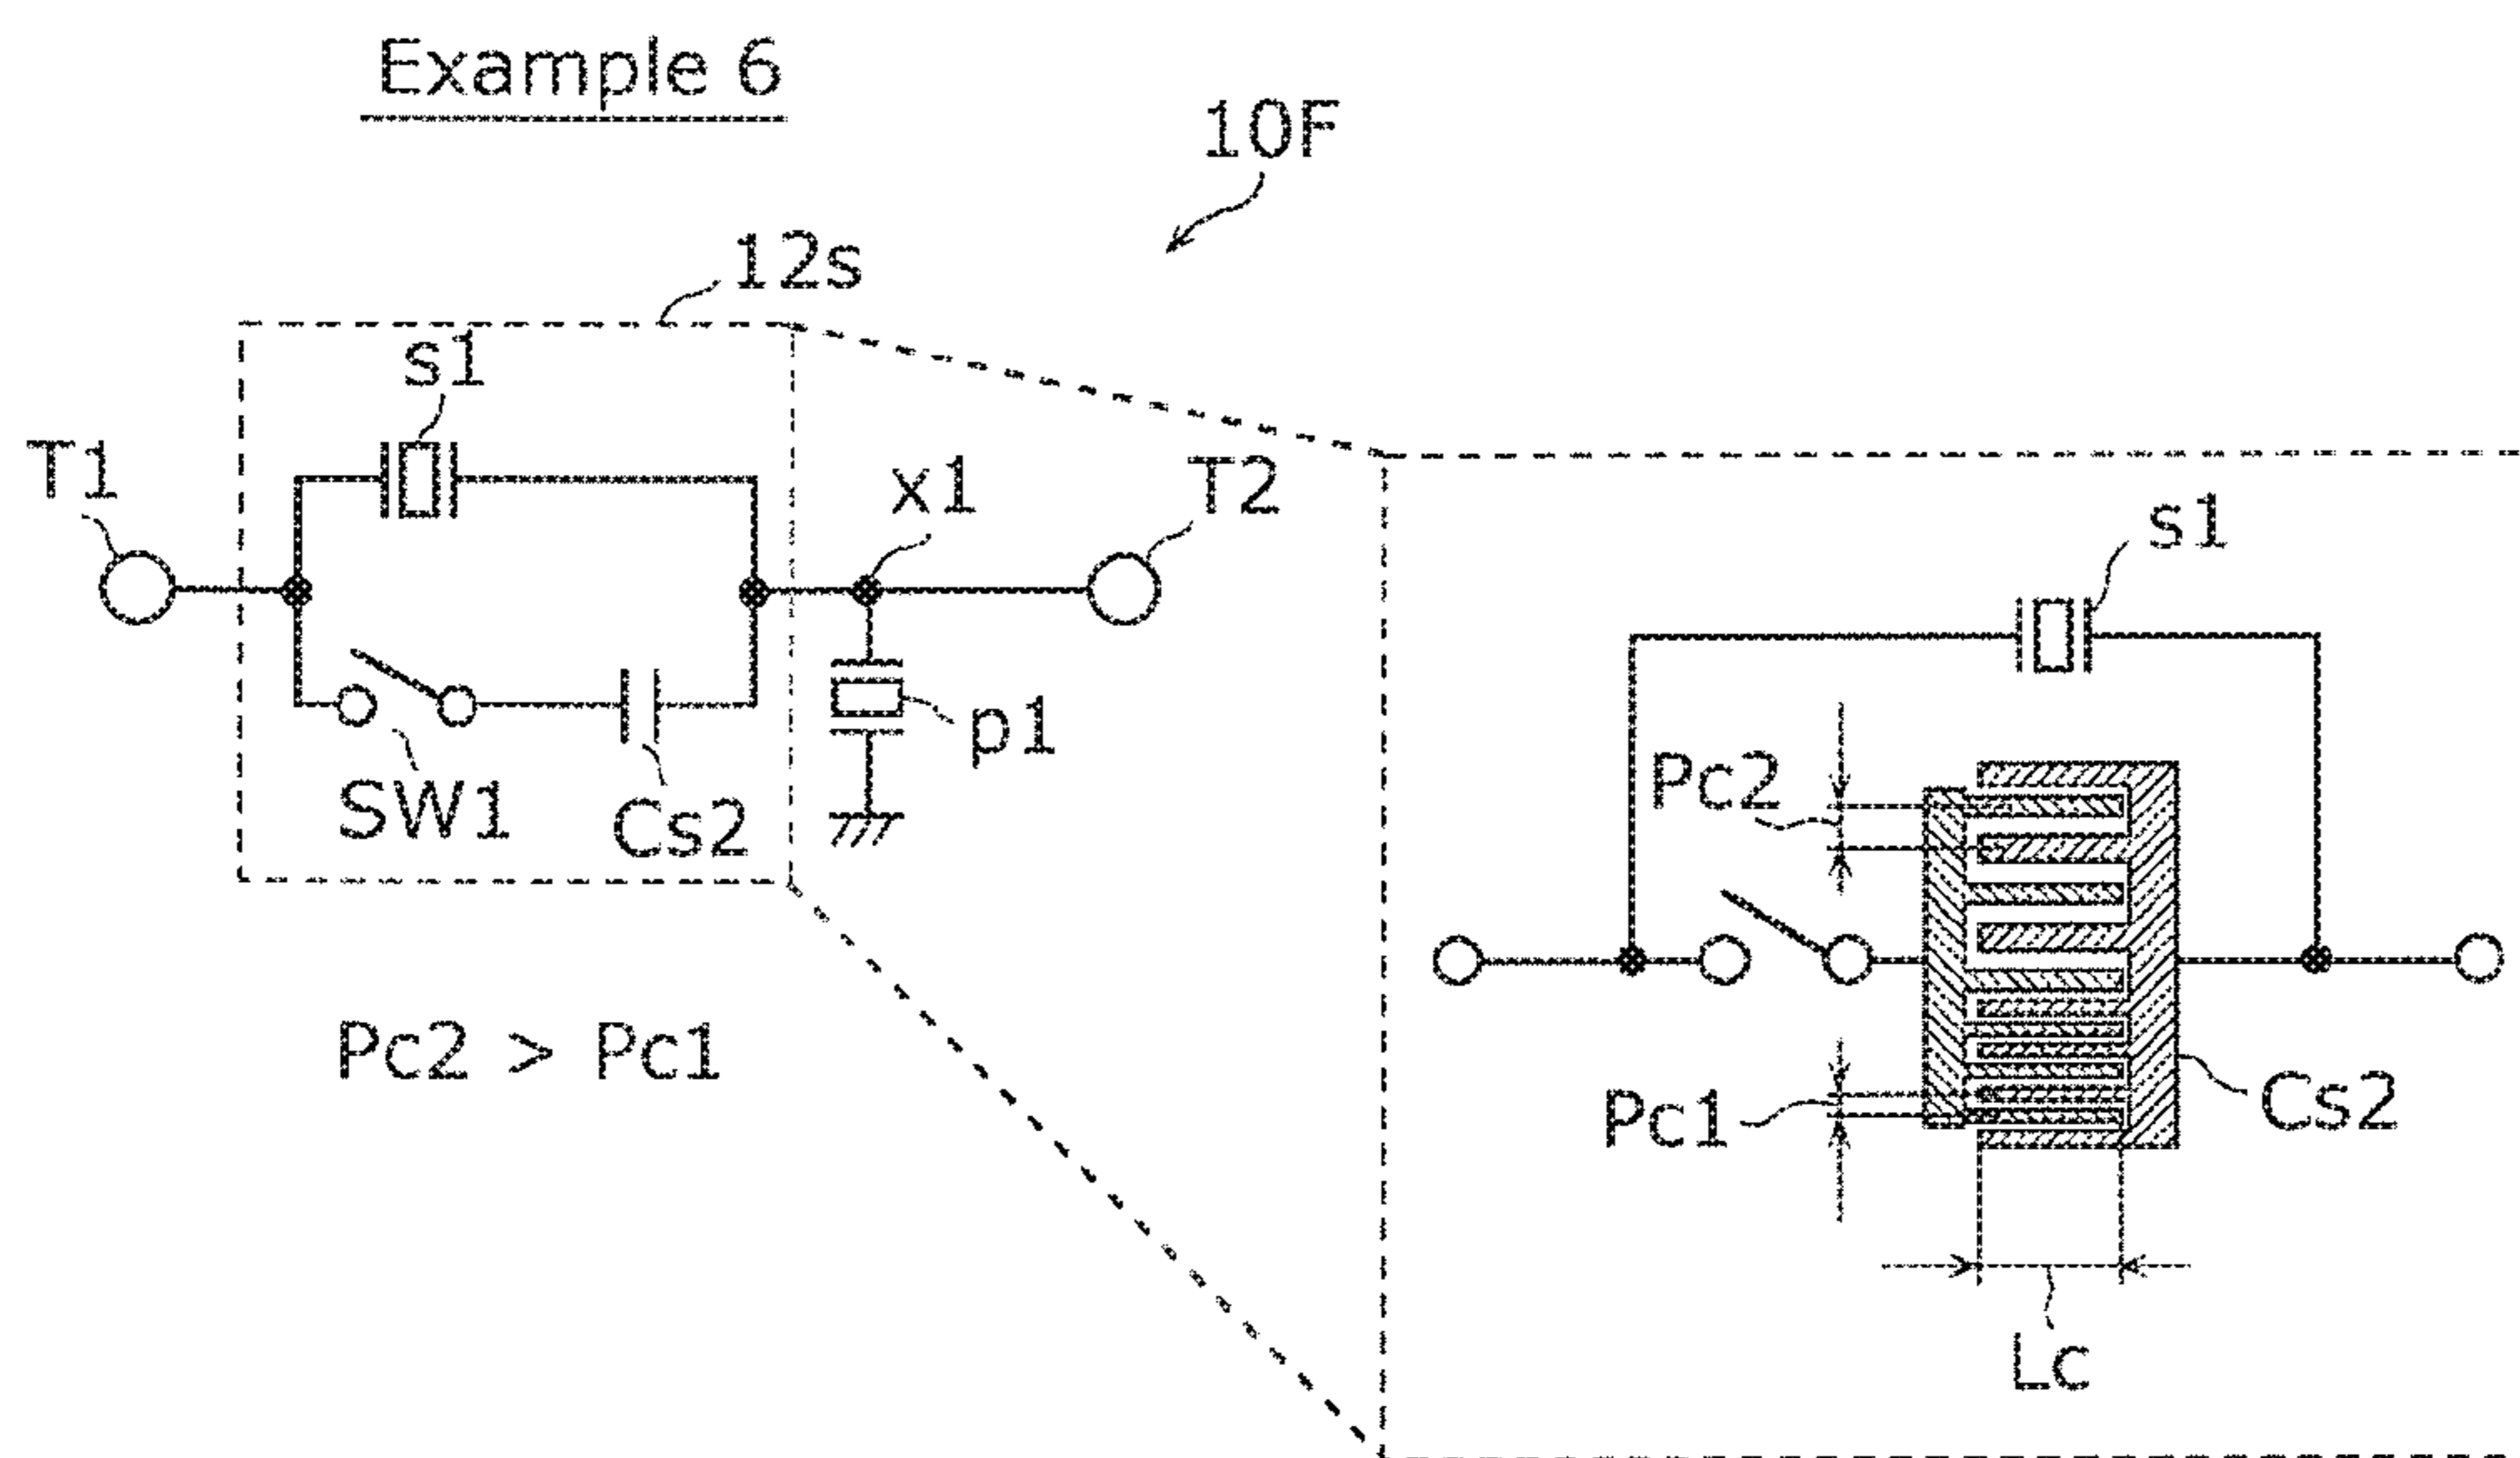 Example 6
10F
12s
s1
T1
x1
T2
s1
Pc2
p1
SW1
Cs2
Pc2 > Pc1
Pc1
Cs2
Lc